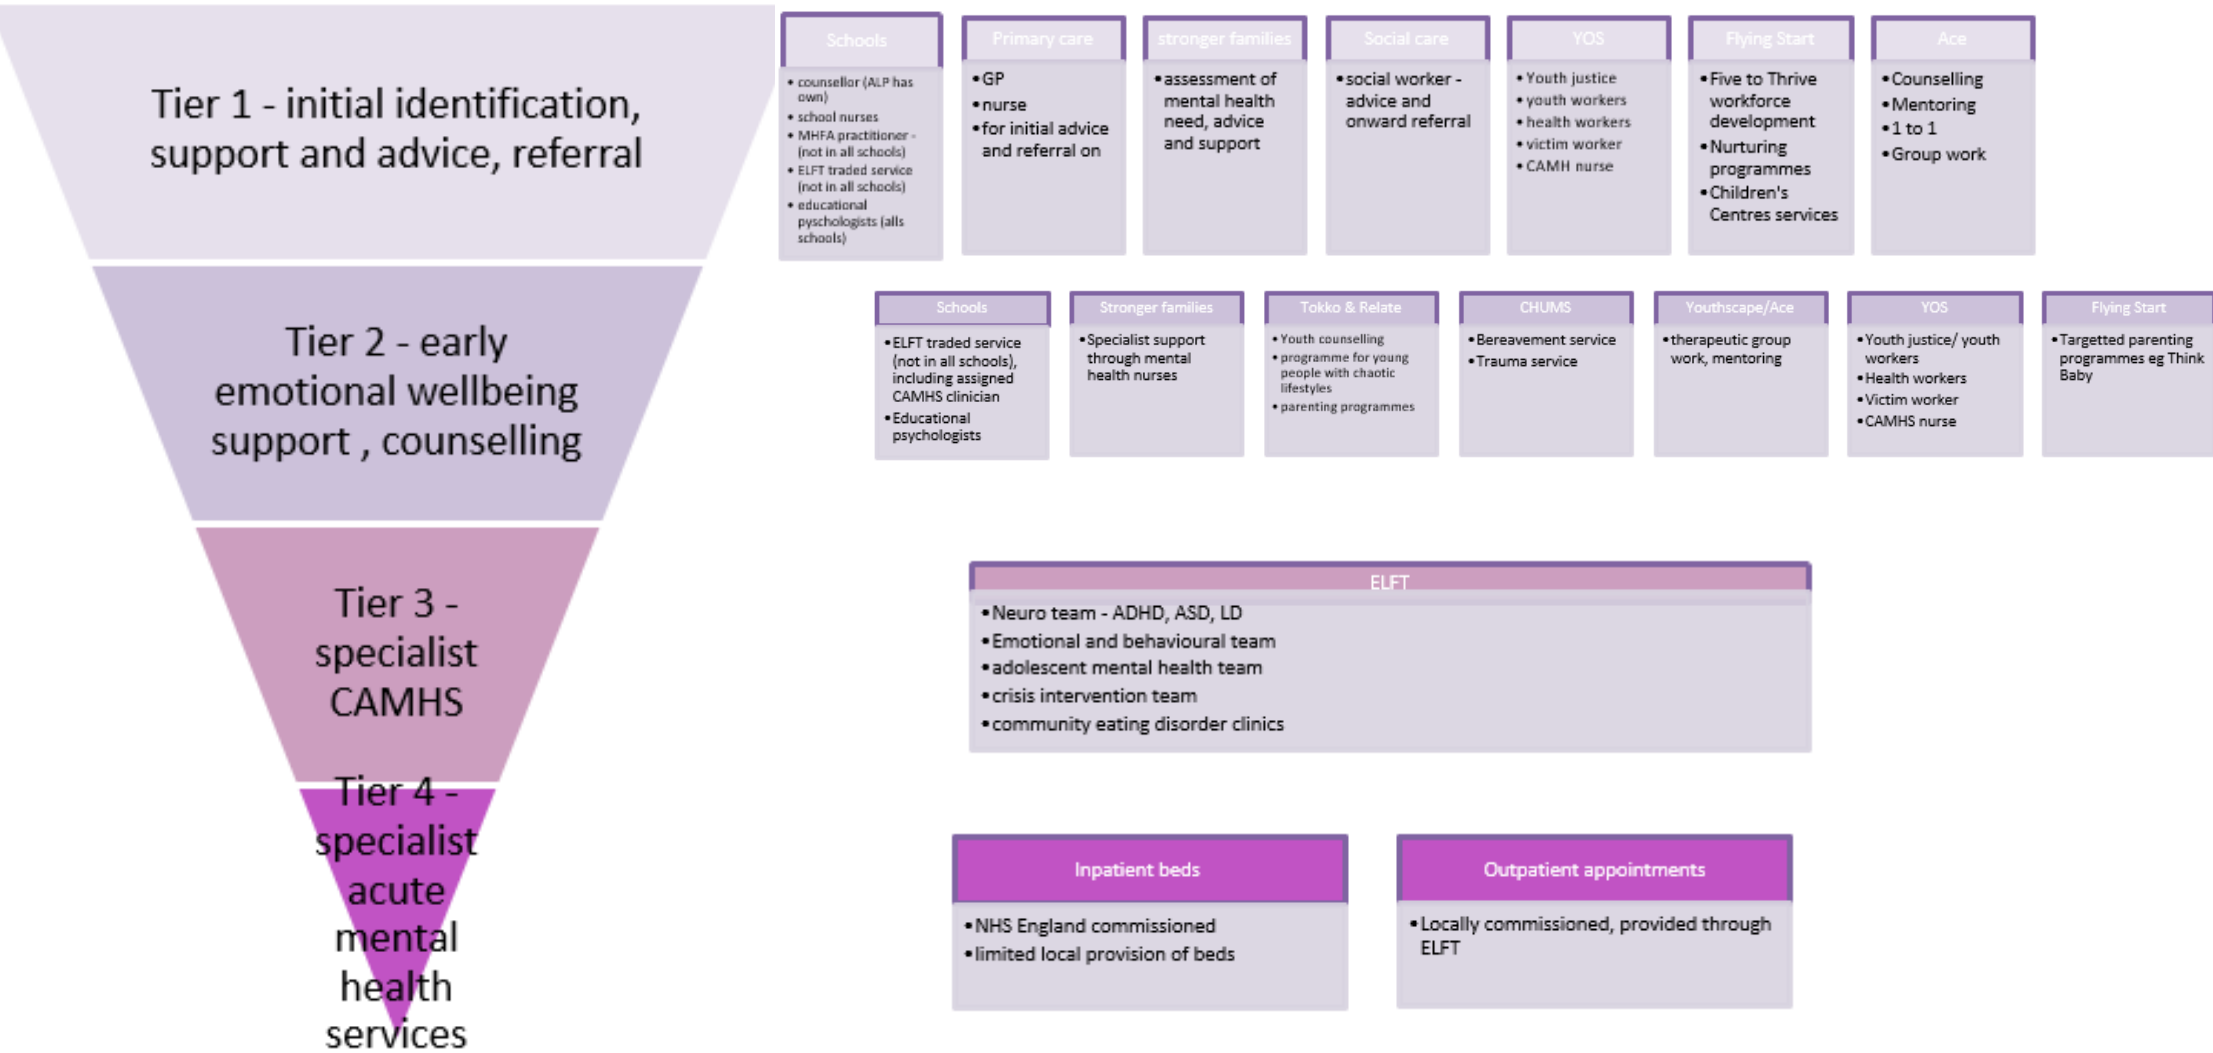 Tier 1 - initial identification,
support and advice, referral
Schools
• counsellor (ALP has
own)
• school nurses
• MHFA practitioner -
(not in all schools)
• ELFT traded service
(not in all schools)
• educational
pyschologists (alls
schools)
Primary care
• GP
• nurse
• for initial advice
and referral on
stronger families
• assessment of
mental health
need, advice
and support
Social care
• social worker -
advice and
onward referral
YOS
• Youth justice
• youth workers
• health workers
• victim worker
• CAMH nurse
Flying Start
• Five to Thrive
workforce
development
• Nurturing
programmes
• Children's
Centres services
Ace
• Counselling
• Mentoring
• 1 to 1
• Group work
Tier 2 - early
emotional wellbeing
support , counselling
Schools
• ELFT traded service
(not in all schools),
including assigned
CAMHS clinician
• Educational
psychologists
Stronger families
• Specialist support
through mental
health nurses
Tokko & Relate
• Youth counselling
• programme for young
people with chaotic
lifestyles
• parenting programmes
CHUMS
• Bereavement service
• Trauma service
Youthscape/Ace
• therapeutic group
work, mentoring
YOS
• Youth justice/ youth
workers
• Health workers
• Victim worker
• CAMHS nurse
Flying Start
• Targetted parenting
programmes eg Think
Baby
Tier 3 -
specialist
CAMHS
ELFT
• Neuro team - ADHD, ASD, LD
• Emotional and behavioural team
• adolescent mental health team
• crisis intervention team
• community eating disorder clinics
Tier 4 -
specialist
acute
mental
health
services
Inpatient beds
• NHS England commissioned
• limited local provision of beds
Outpatient appointments
• Locally commissioned, provided through
ELFT